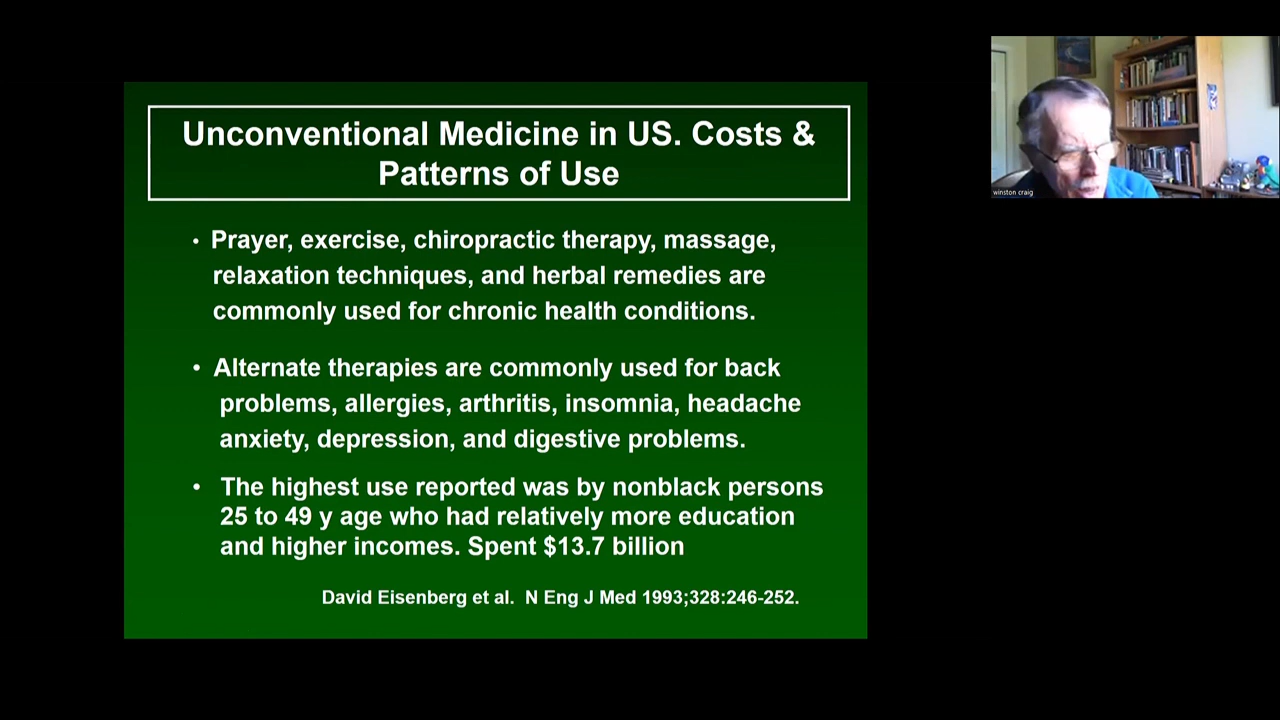 Unconventional Medicine in US. Costs &
Patterns of Use
• Prayer, exercise, chiropractic therapy, massage,
relaxation techniques, and herbal remedies are
commonly used for chronic health conditions.
• Alternate therapies are commonly used for back
problems, allergies, arthritis, insomnia, headache
anxiety, depression, and digestive problems.
• The highest use reported was by nonblack persons
25 to 49 y age who had relatively more education
and higher incomes. Spent $13.7 billion
David Eisenberg et al. N Eng J Med 1993;328:246-252.
winston craig